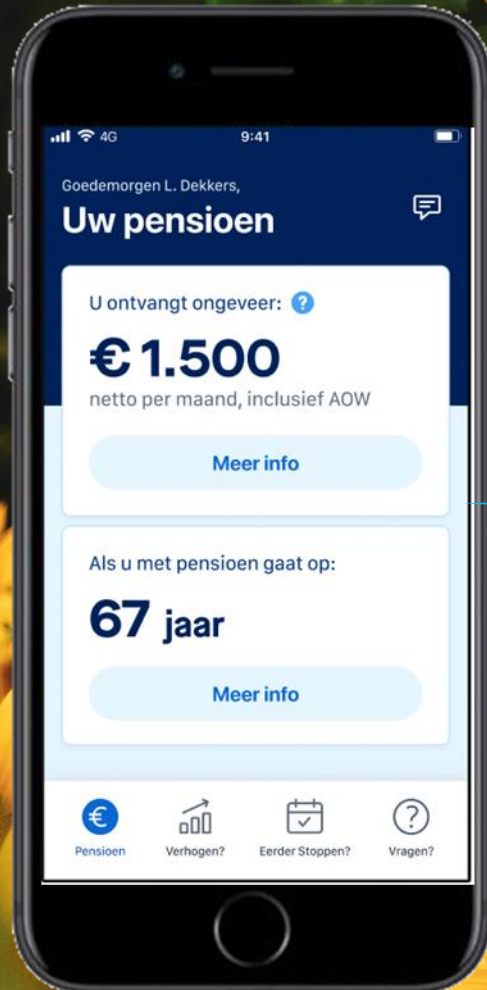 4G 9:41
Goedemorgen L. Dekkers,
Uw pensioen
U ontvangt ongeveer: ?
€ 1.500
netto per maand, inclusief AOW
Meer info
Als u met pensioen gaat op:
67 jaar
Meer info
€ ?
Pensioen Verhogen? Eerder Stoppen? Vragen?